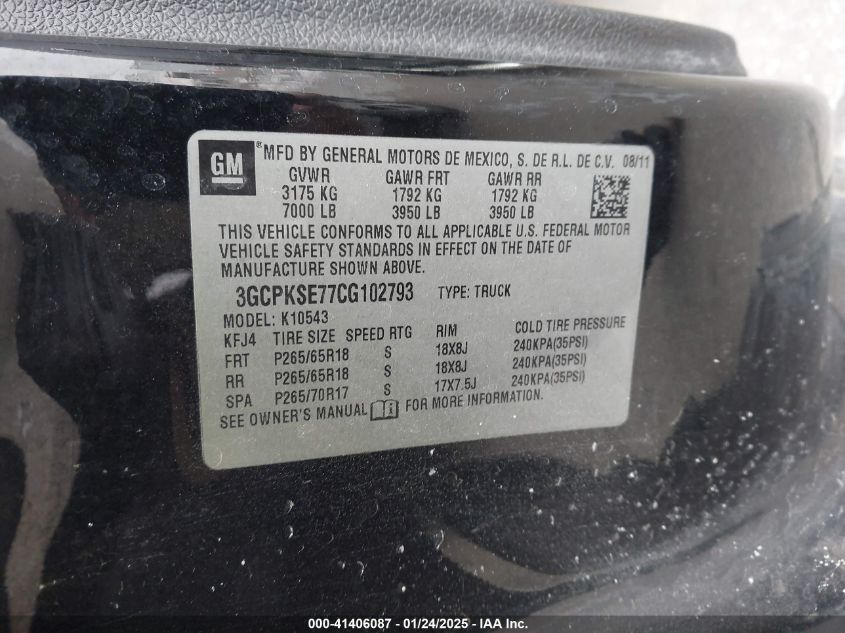 GM ® MFD BY GENERAL MOTORS DE MEXICO, S. DE R.L. DE C.V. 08/11
GVWR GAWR FRT GAWR RR
3175 KG 1792 KG 1792 KG
7000 LB 3950 LB 3950 LB
THIS VEHICLE CONFORMS TO ALL APPLICABLE U.S. FEDERAL MOTOR
VEHICLE SAFETY STANDARDS IN EFFECT ON THE DATE OF
MANUFACTURE SHOWN ABOVE.
3GCPKSE77CG102793 TYPE: TRUCK
MODEL: K10543
KFJ4 TIRE SIZE SPEED RTG RIM COLD TIRE PRESSURE
FRT P265/65R18 S 18X8J 240KPA(35PSI)
RR P265/65R18 S 18X8J 240KPA(35PSI)
SPA P265/70R17 S 17X7.5J 240KPA(35PSI)
SEE OWNER'S MANUAL FOR MORE INFORMATION.
000-41406087 - 01/24/2025 - IAA Inc.